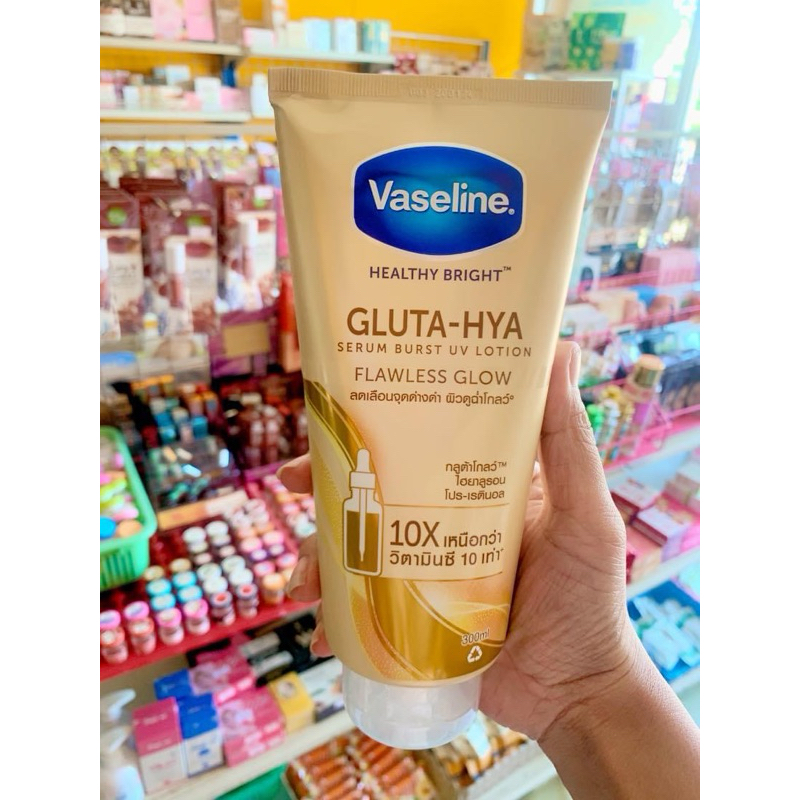 Vaseline.
HEALTHY BRIGHT™
GLUTA-HYA
SERUM BURST UV LOTION
FLAWLESS GLOW
ลดเลือนจุดด่างดำ ผิวดูฉ่ำโกลว์*
กลูต้าโกลว์™
ไฮยาลูรอน
โปร-เรตินอล
10X เหนือกว่า
วิตามินซี 10 เท่า*
300ml